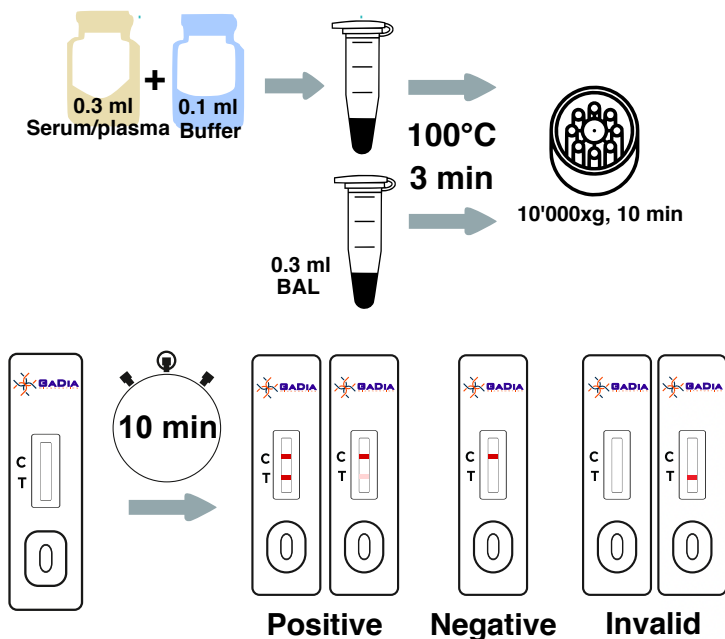 0.3 ml
Serum/plasma
+
0.1 ml
Buffer
100°C
3 min
0.3 ml
BAL
10'000xg, 10 min
GADIA
C
T
10 min
GADIA
C
T
GADIA
C
T
Positive
GADIA
C
T
Negative
GADIA
C
T
GADIA
C
T
Invalid